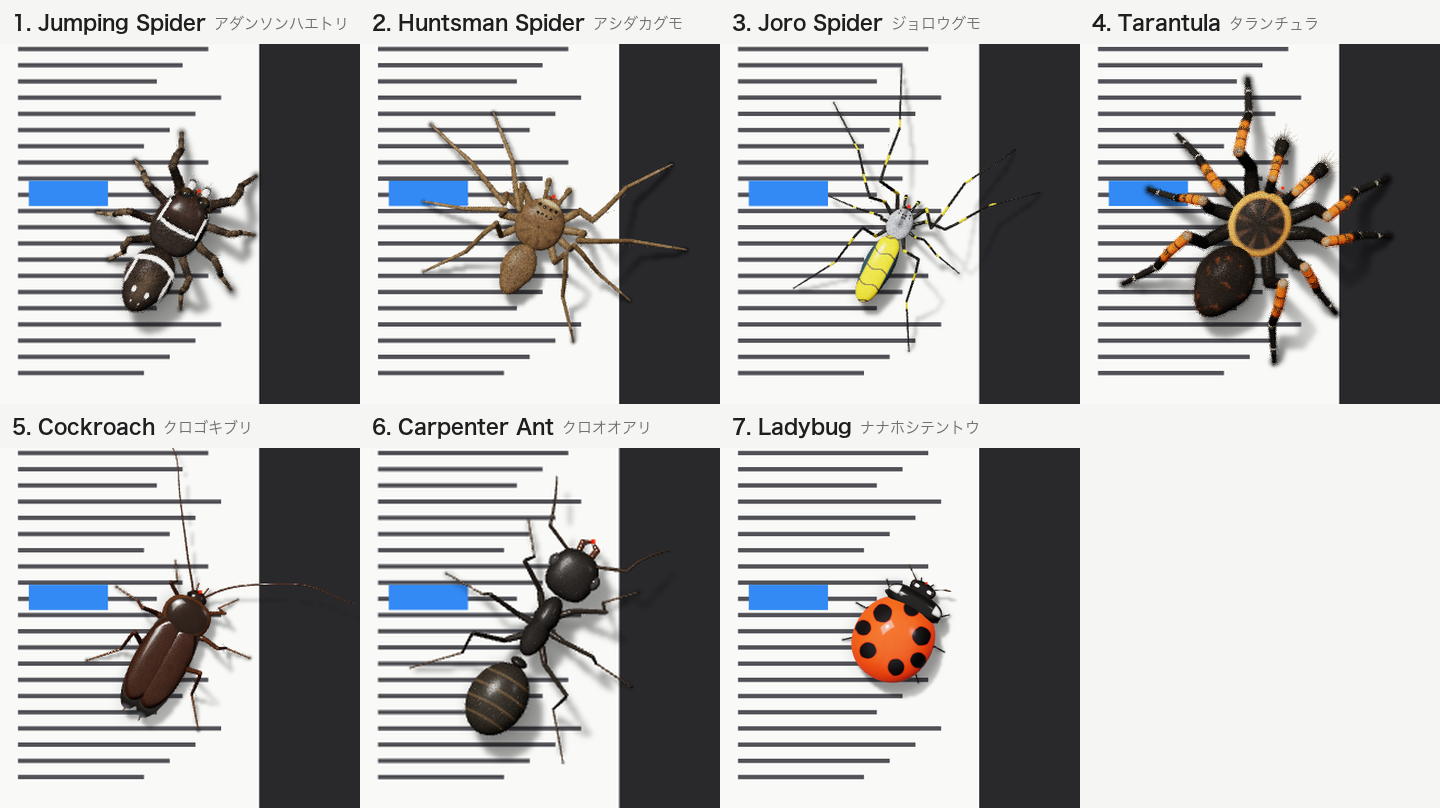 1. Jumping Spider アダンソンハエトリ
2. Huntsman Spider アシダカグモ
3. Joro Spider ジョロウグモ
4. Tarantula タランチュラ
5. Cockroach クロゴキブリ
6. Carpenter Ant クロオオアリ
7. Ladybug ナナホシテントウ